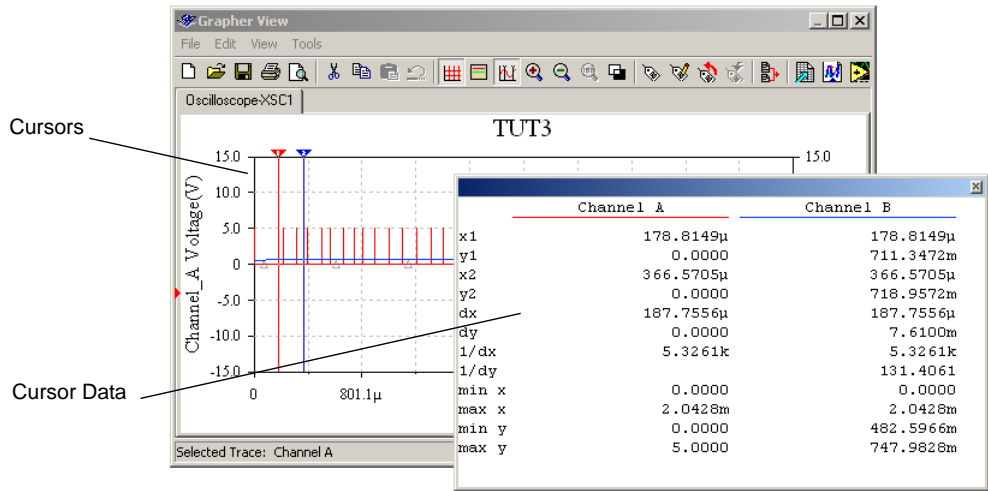 Grapher View
File Edit View Tools
Oscilloscope-XSC1
Cursors
TUT3
1 2
15.0
10.0
5.0
0
-5.0
-10.0
-15.0
Channel_A Voltage(V)
15.0
0 801.1µ
Cursor Data
Selected Trace: Channel A
Channel A Channel B
x1 178.8149µ 178.8149µ
y1 0.0000 711.3472m
x2 366.5705µ 366.5705µ
y2 0.0000 718.9572m
dx 187.7556µ 187.7556µ
dy 0.0000 7.6100m
1/dx 5.3261k 5.3261k
1/dy 131.4061
min x 0.0000 0.0000
max x 2.0428m 2.0428m
min y 0.0000 482.5966m
max y 5.0000 747.9828m